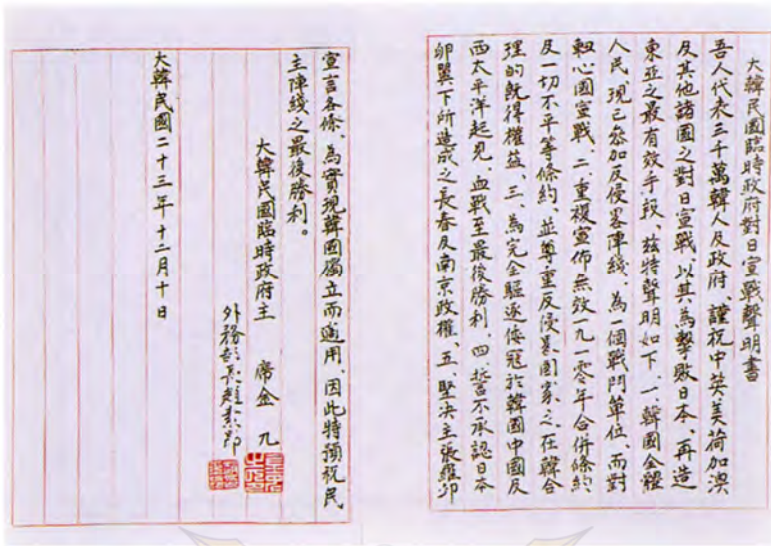 大韓民國臨時政府對日宣戰聲明書
吾人代表三千萬韓人及政府、謹祝中英美荷加澳
及其他諸國之對日宣戰、以其為擊敗日本、再造
東亞之最有效手段、玆特聲明如下、一、韓國全體
人民現已參加反侵畧陣綫、為一個戰鬥單位、而對
軸心國宣戰、二、重複宣佈無效一九一零年合併條約
及一切不平等條約、並尊重反侵畧國家之、在韓合
理的既得權益、三、為完全驅逐倭冦於韓國中國及
西太平洋起見、血戰至最後勝利、四、誓不承認日本
卵翼下所造成之長春及南京政權、五、堅決主張羅卯
宣言各條、為實現韓國獨立而適用、因此特預祝民
主陣綫之最後勝利。
大韓民國臨時政府主 席金 九
外務部長趙素卬
大韓民國二十三年十二月十日